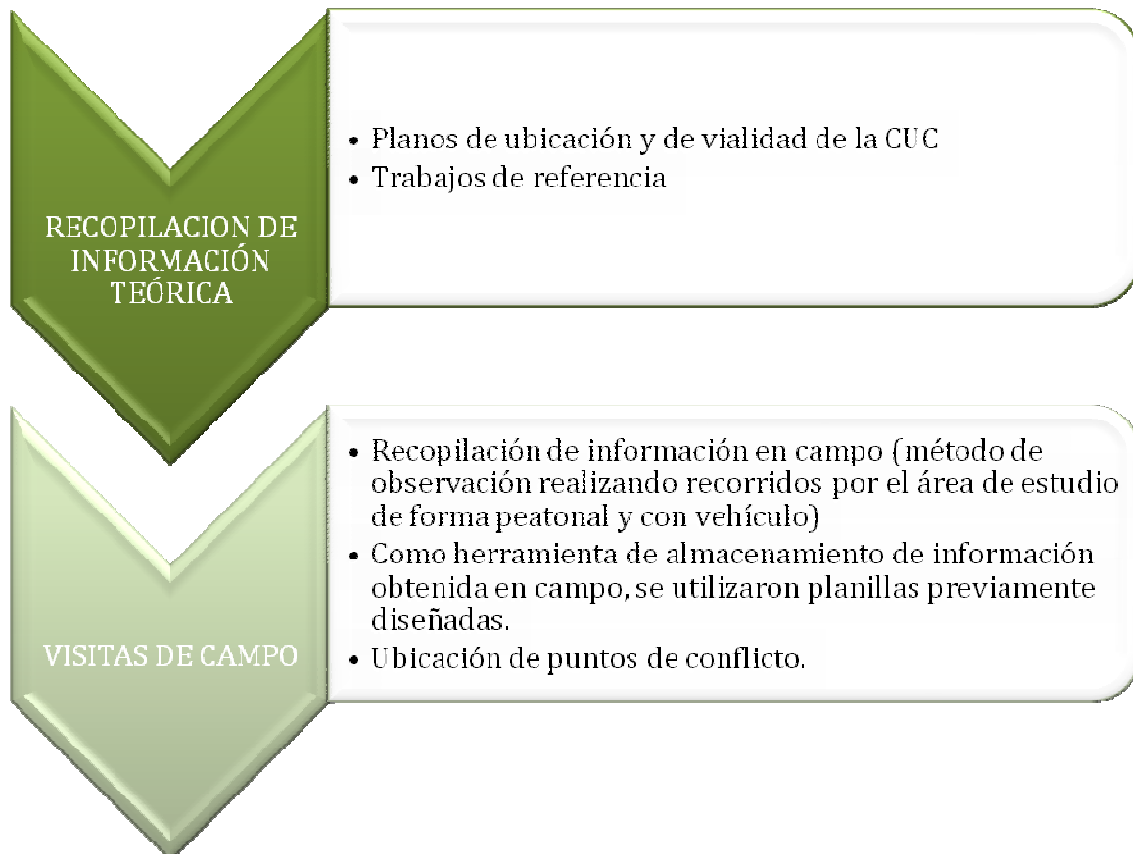 RECOPILACION DE
INFORMACIÓN
TEÓRICA
• Planos de ubicación y de vialidad de la CUC
• Trabajos de referencia
VISITAS DE CAMPO
• Recopilación de información en campo (método de
observación realizando recorridos por el área de estudio
de forma peatonal y con vehículo)
• Como herramienta de almacenamiento de información
obtenida en campo, se utilizaron planillas previamente
diseñadas.
• Ubicación de puntos de conflicto.